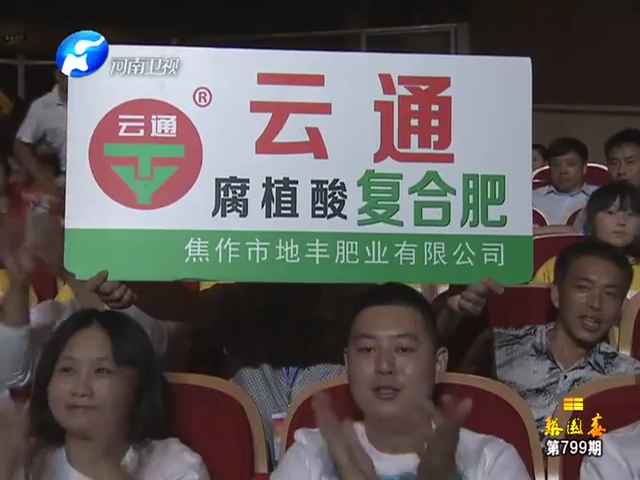 河南卫视
云通
®
云通
腐植酸复合肥
焦作市地丰肥业有限公司
梨園春
第799期